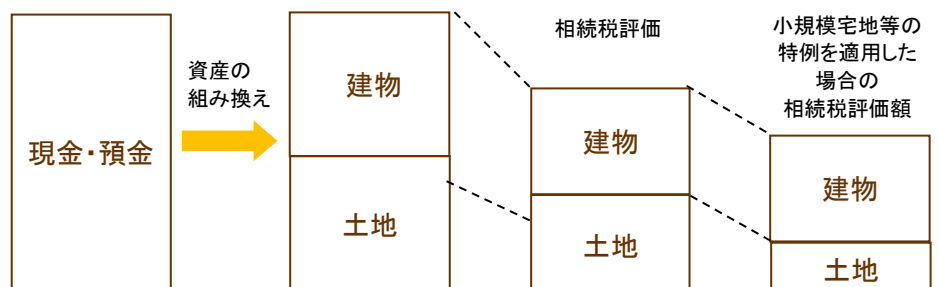 現金・預金
資産の
組み換え
建物
土地
相続税評価
建物
土地
小規模宅地等の
特例を適用した
場合の
相続税評価額
建物
土地